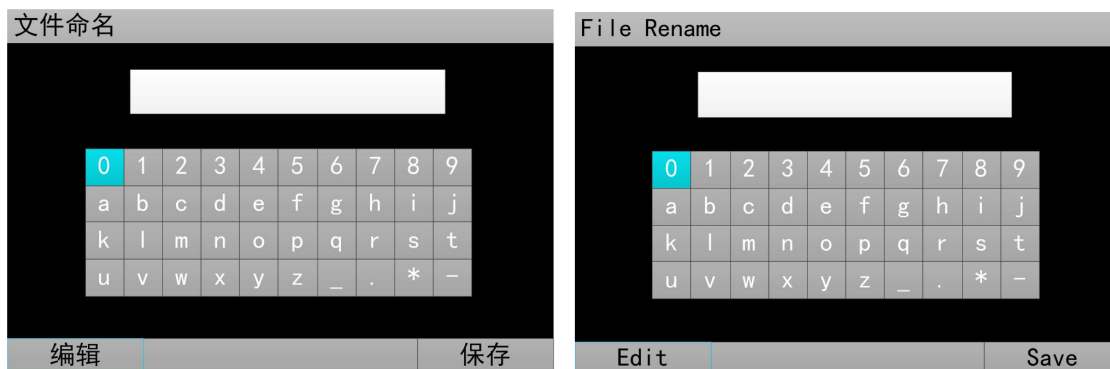 文件命名
0 1 2 3 4 5 6 7 8 9
a b c d e f g h i j
k l m n o p q r s t
u v w x y z _ . * -
编辑 保存
File Rename
0 1 2 3 4 5 6 7 8 9
a b c d e f g h i j
k l m n o p q r s t
u v w x y z _ . * -
Edit Save